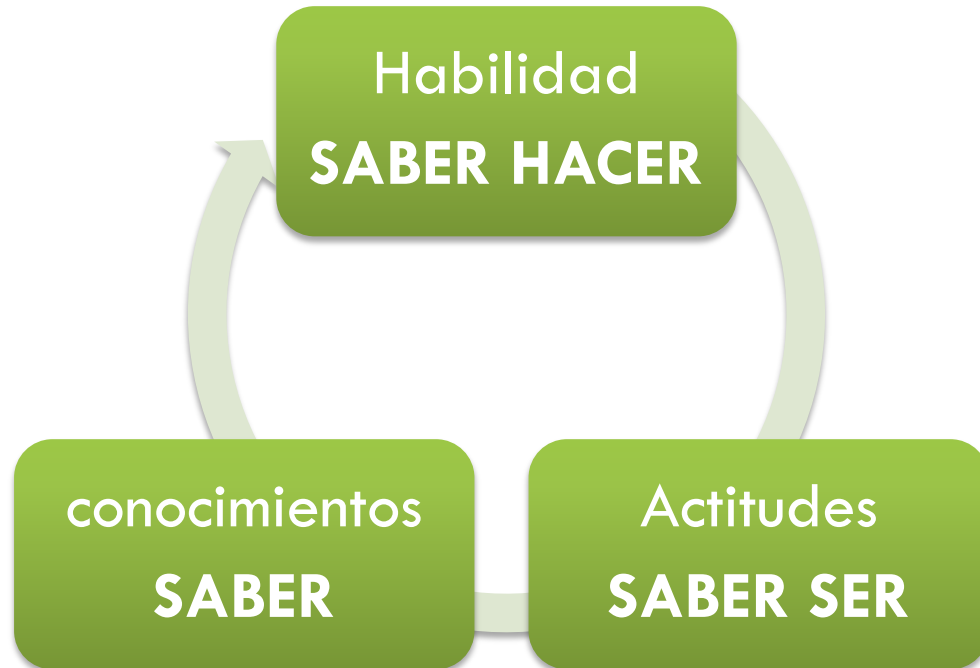 Habilidad
SABER HACER
conocimientos
SABER
Actitudes
SABER SER